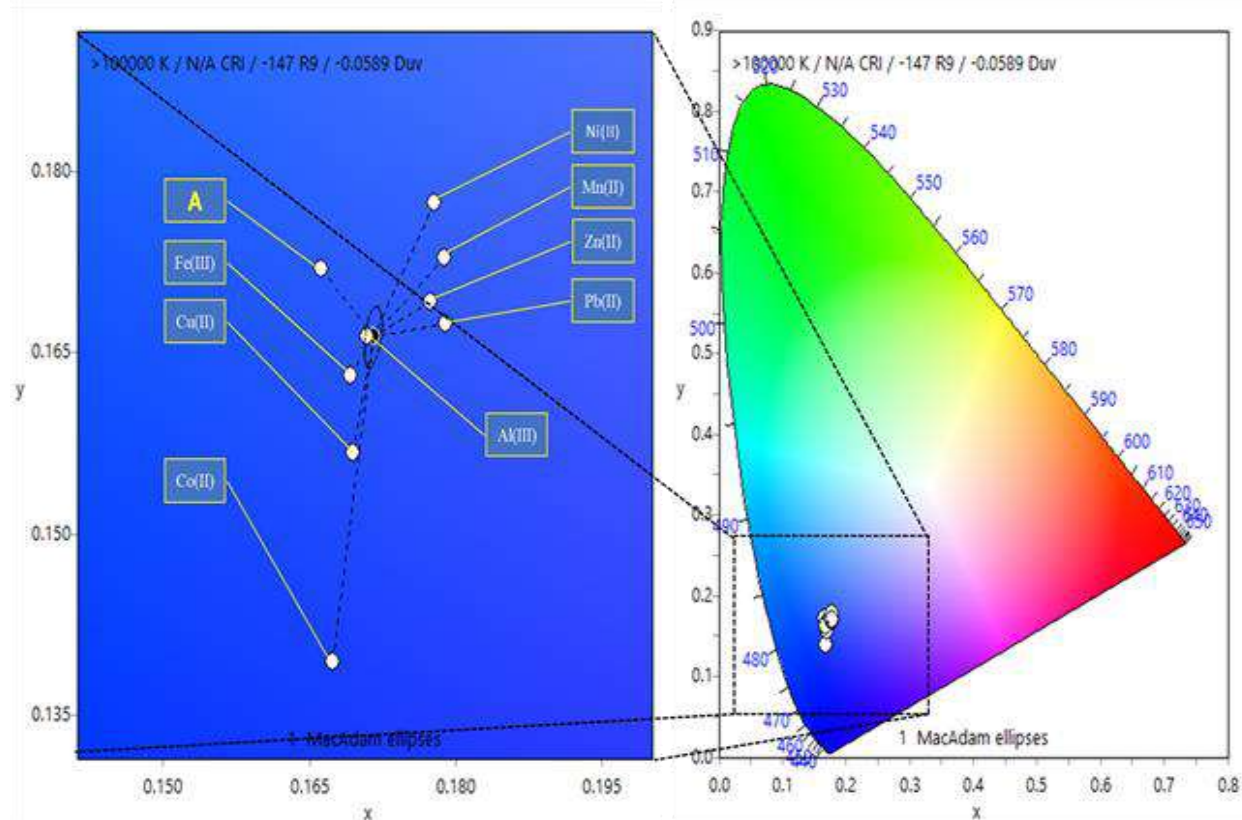 >100000 K / N/A CRI / -147 R9 / -0.0589 Duv
Ni(II)
Mn(II)
Zn(II)
Pb(II)
A
Fe(III)
Cu(II)
Co(II)
Al(III)
0.180
0.165
0.150
0.135
y
0.150
0.165
0.180
0.195
x
1 MacAdam ellipses
>100000 K / N/A CRI / -147 R9 / -0.0589 Duv
0.9
0.8
0.7
0.6
0.5
0.4
0.3
0.2
0.1
0.0
y
0.0
0.1
0.2
0.3
0.4
0.5
0.6
0.7
0.8
x
520
530
540
550
560
570
580
590
600
610
620
510
500
490
480
470
460
1 MacAdam ellipses